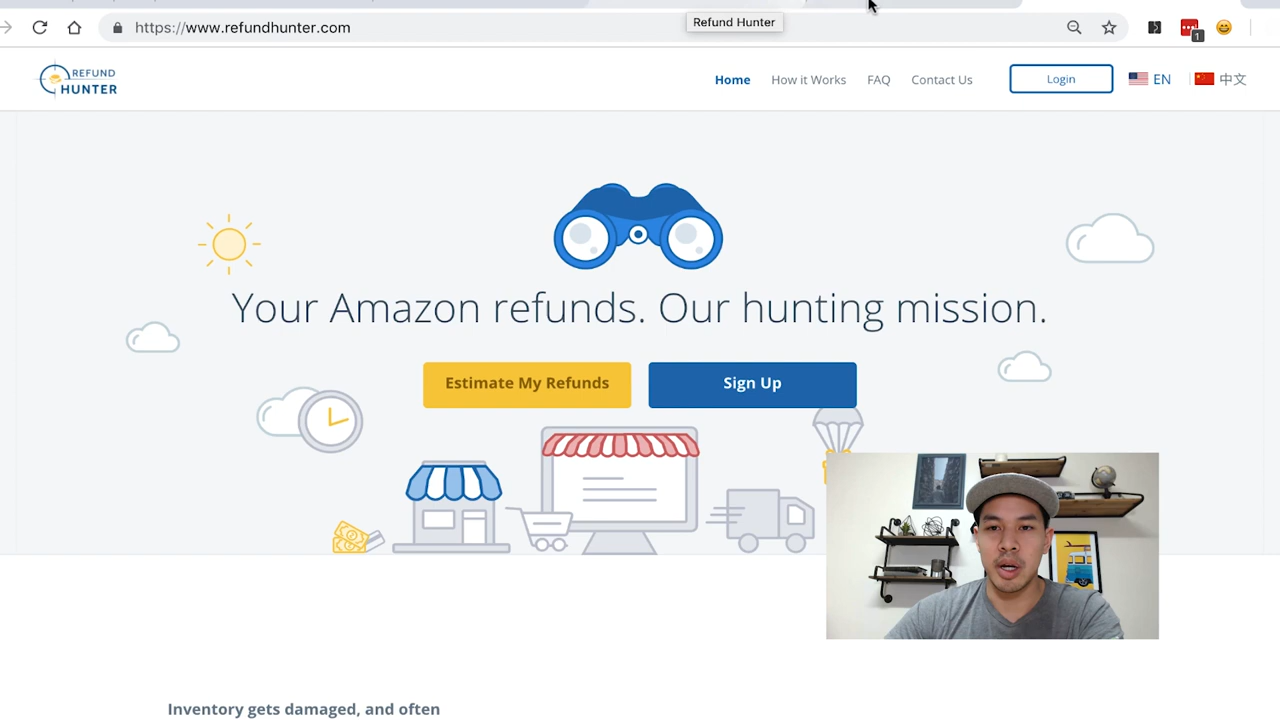 Refund Hunter
https://www.refundhunter.com
1
REFUND
HUNTER
Home
How it Works
FAQ
Contact Us
Login
EN
中文
Your Amazon refunds. Our hunting mission.
Estimate My Refunds
Sign Up
Inventory gets damaged, and often